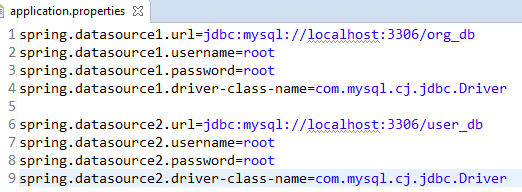 application.properties
1 spring.datasource1.url=jdbc:mysql://localhost:3306/org_db
2 spring.datasource1.username=root
3 spring.datasource1.password=root
4 spring.datasource1.driver-class-name=com.mysql.cj.jdbc.Driver
5
6 spring.datasource2.url=jdbc:mysql://localhost:3306/user_db
7 spring.datasource2.username=root
8 spring.datasource2.password=root
9 spring.datasource2.driver-class-name=com.mysql.cj.jdbc.Driver